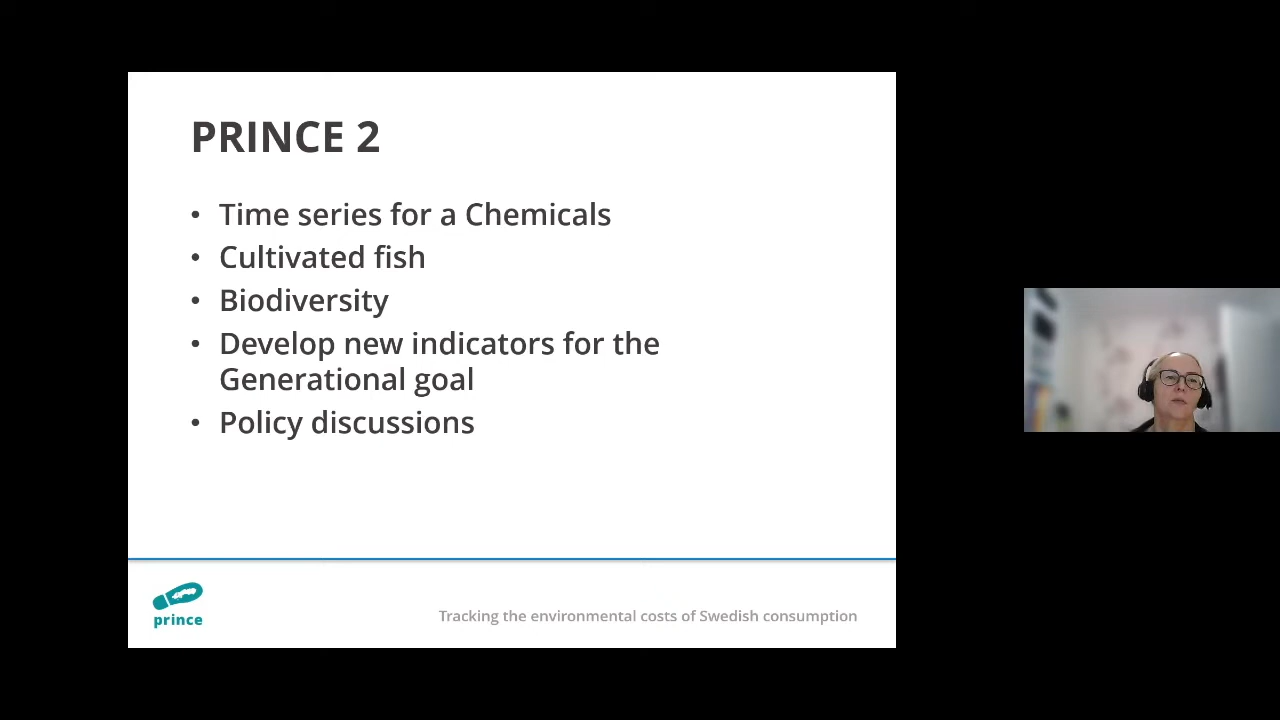 PRINCE 2
• Time series for a Chemicals
• Cultivated fish
• Biodiversity
• Develop new indicators for the
Generational goal
• Policy discussions
prince
Tracking the environmental costs of Swedish consumption